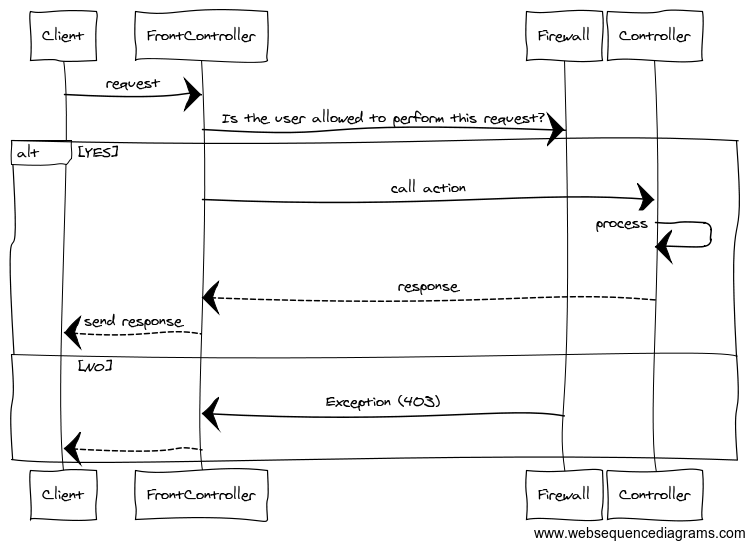 Client
FrontController
Firewall
Controller
request
Is the user allowed to perform this request?
alt
[YES]
call action
process
response
send response
[NO]
Exception (403)
Client
FrontController
Firewall
Controller
www.websequencediagrams.com